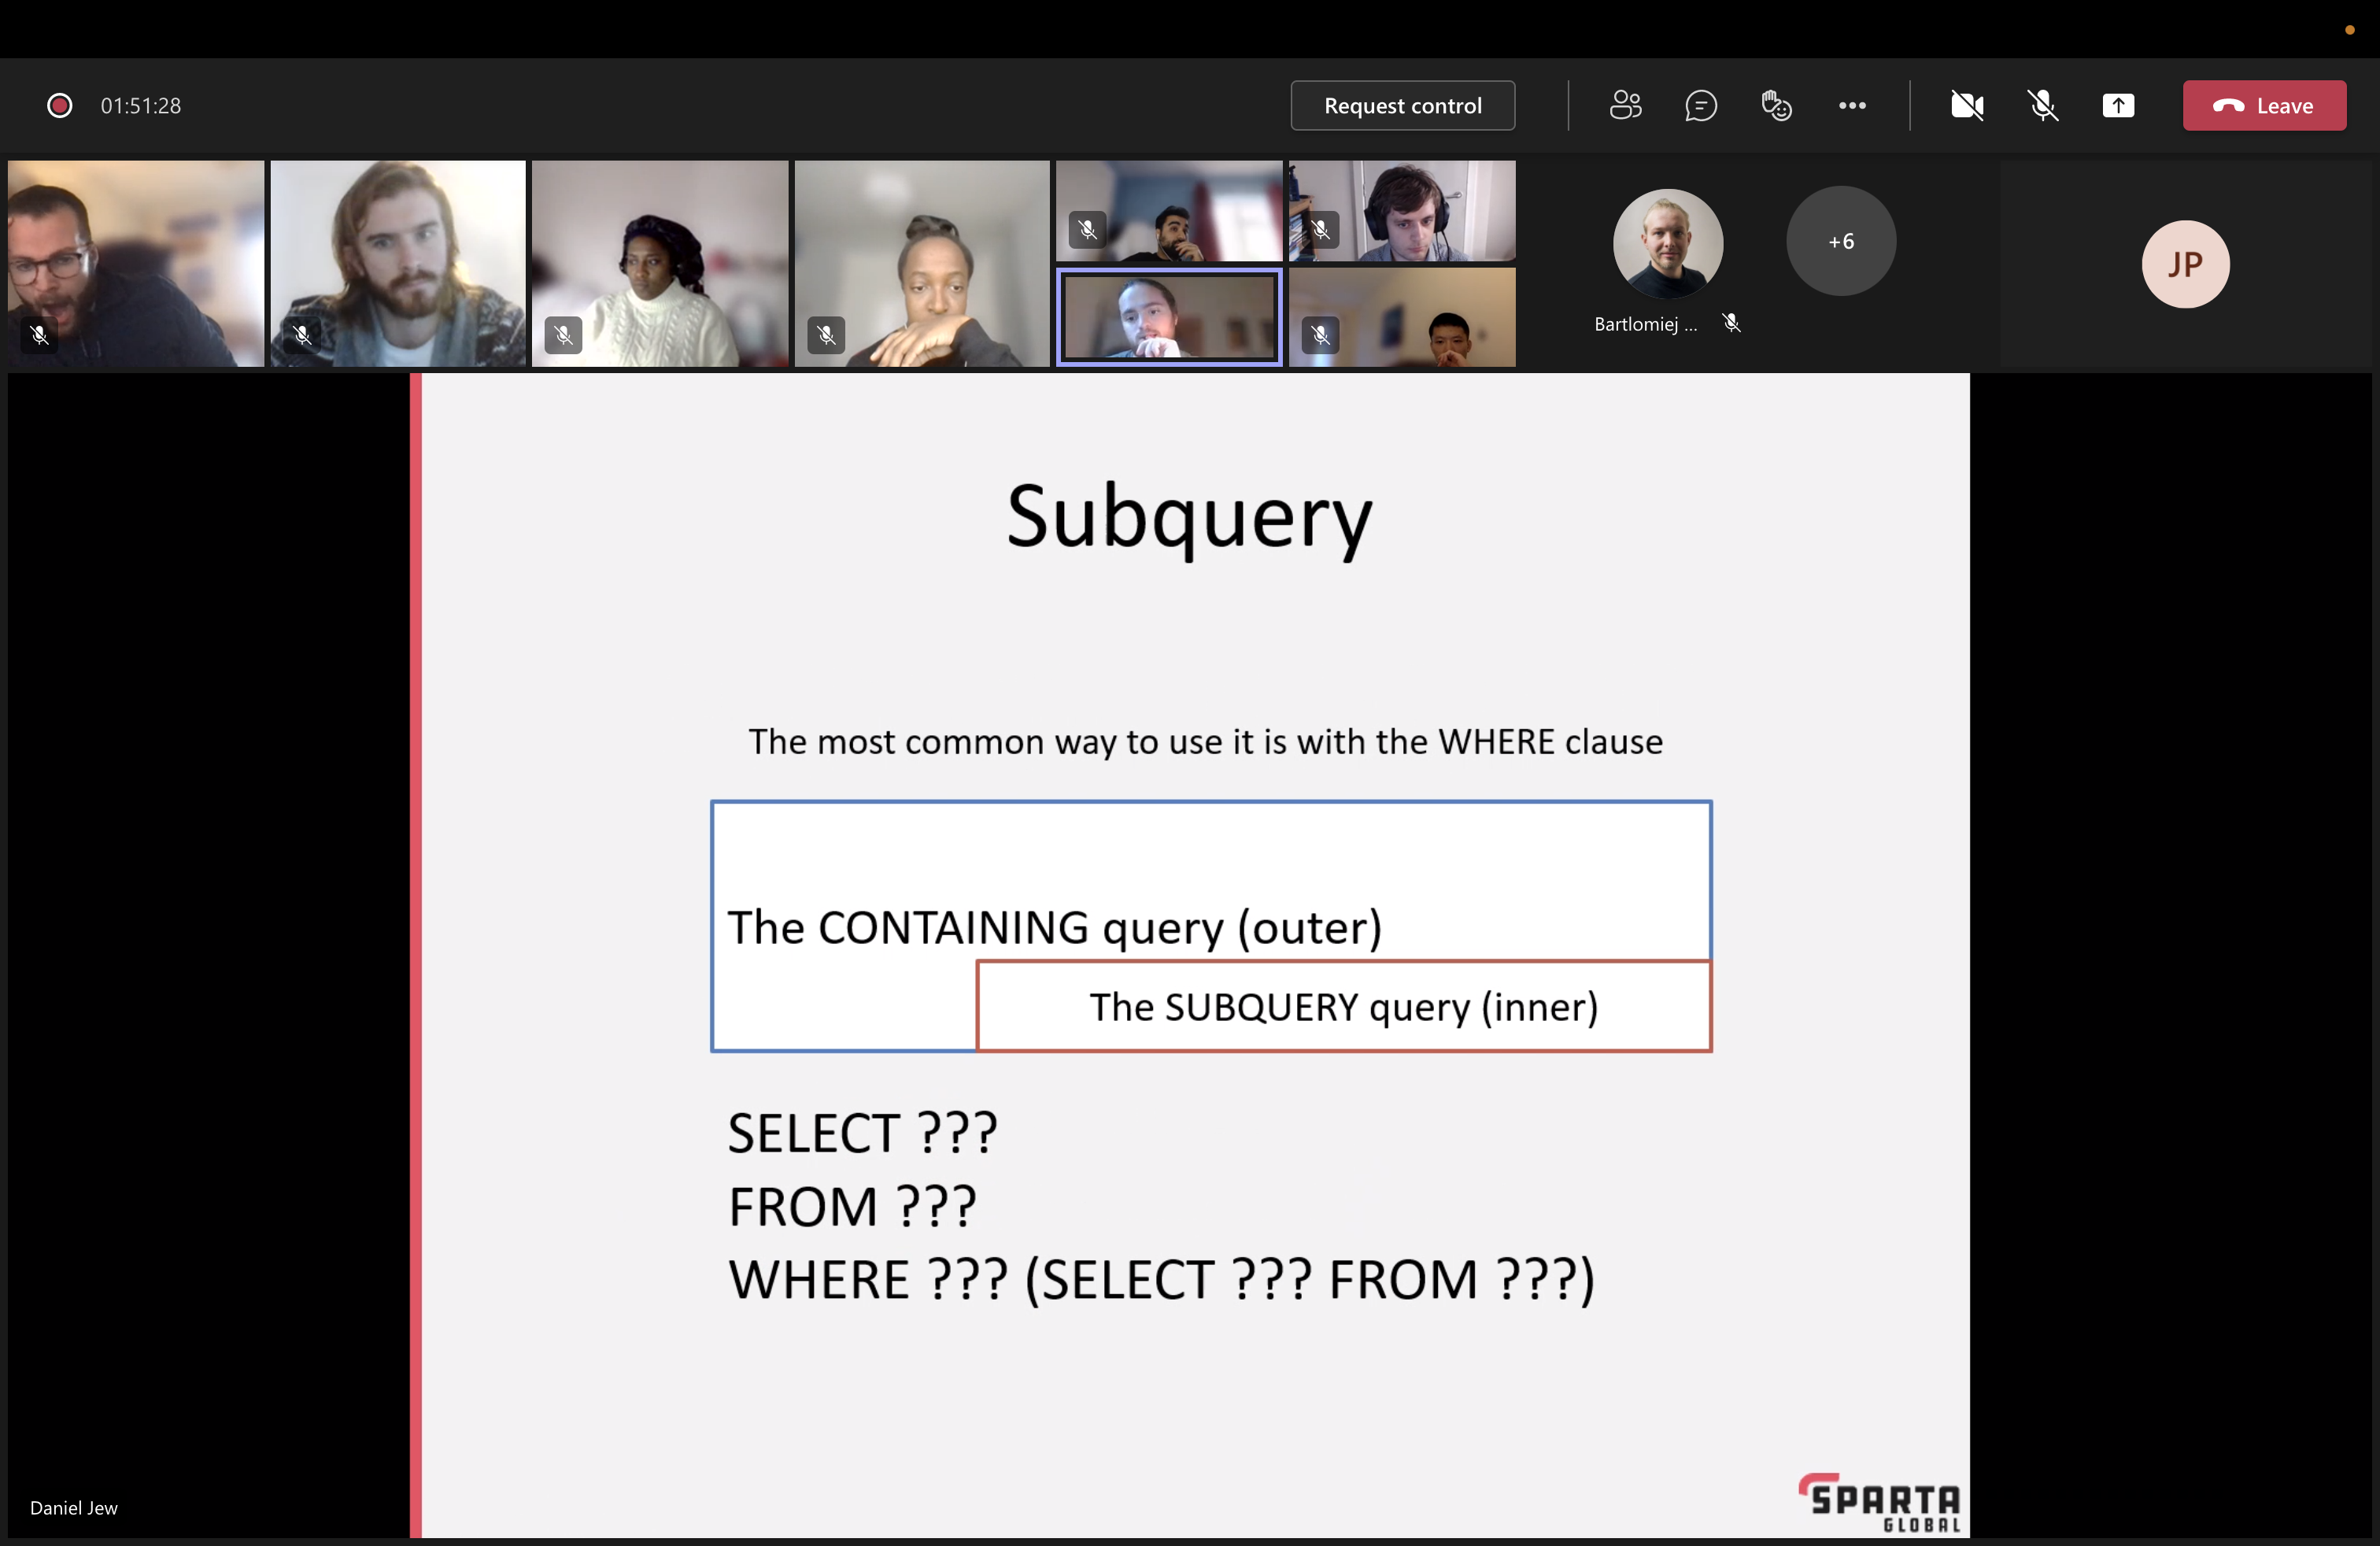 01:51:28
Request control
Leave
+6
JP
Bartlomiej ...
Subquery
The most common way to use it is with the WHERE clause
The CONTAINING query (outer)
The SUBQUERY query (inner)
SELECT ???
FROM ???
WHERE ??? (SELECT ??? FROM ???)
Daniel Jew
SPARTA
GLOBAL